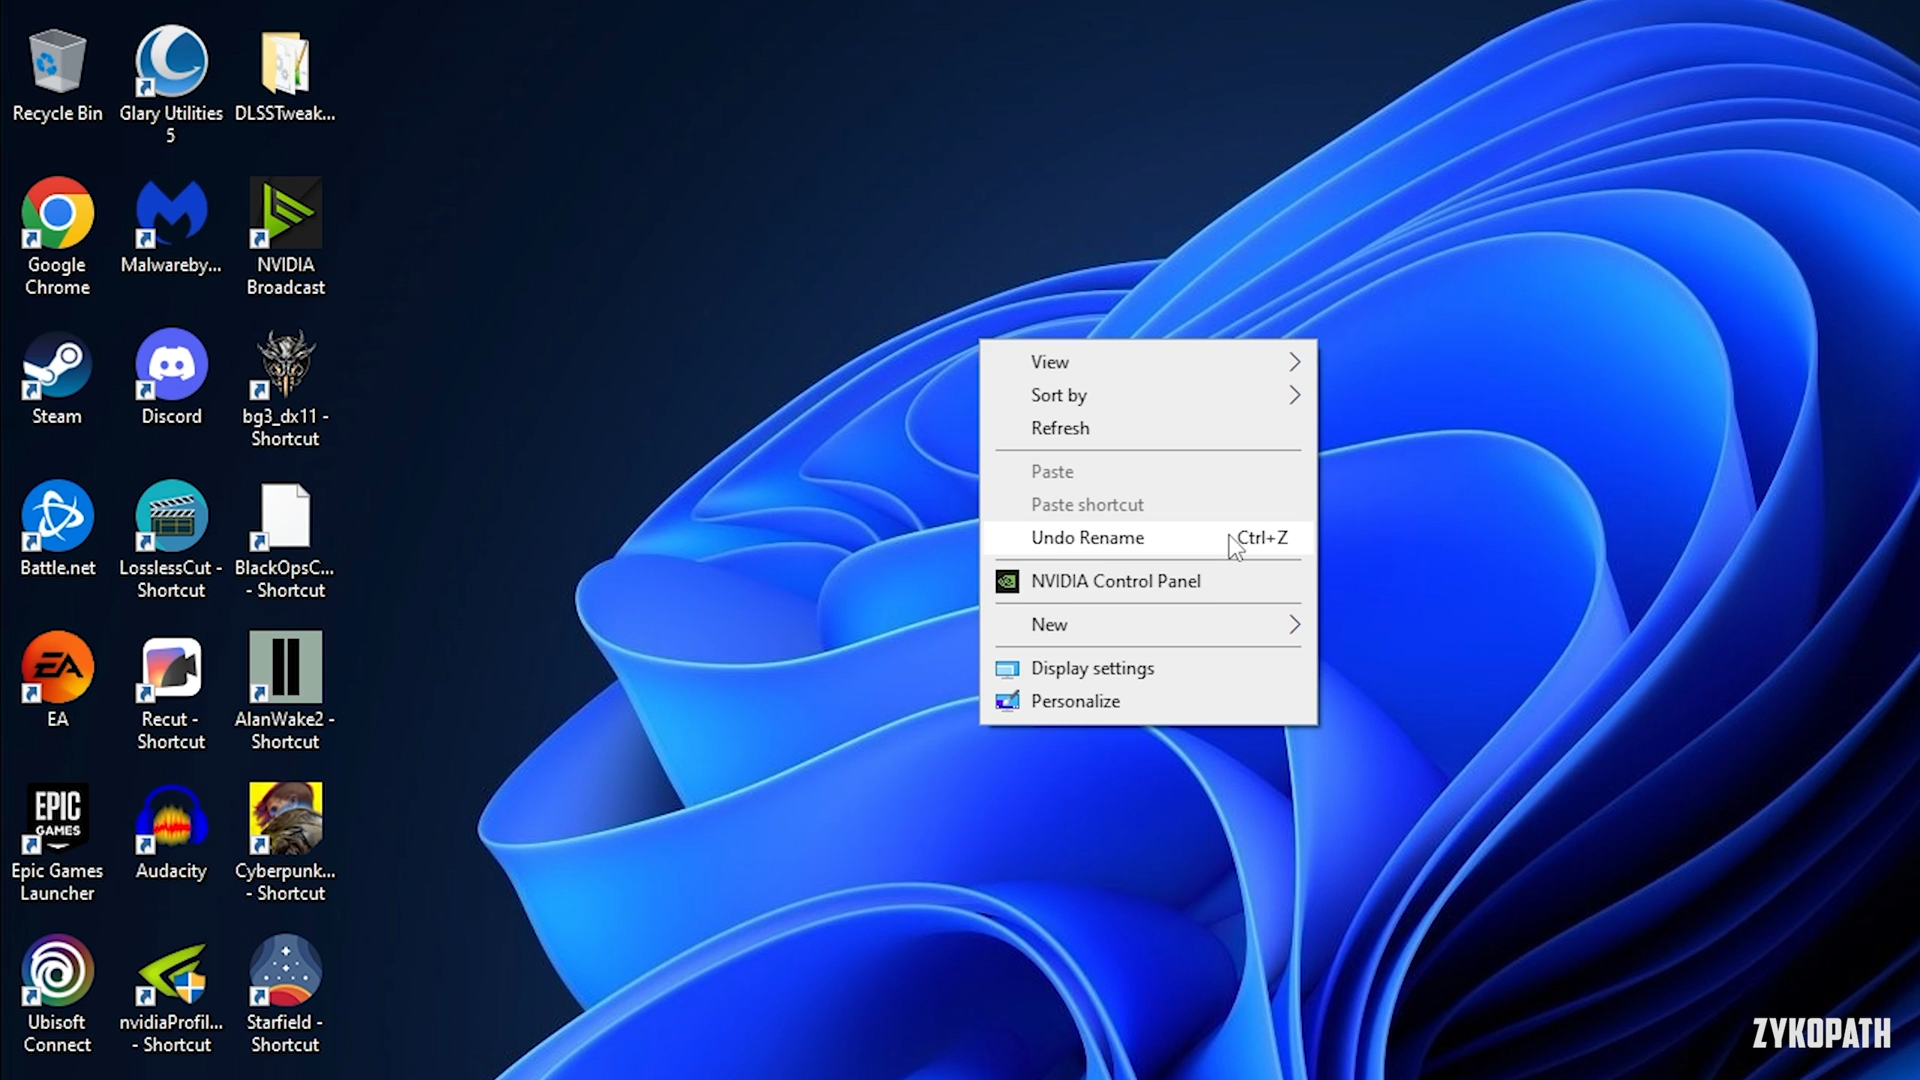 Recycle Bin
Glary Utilities
5
DLSSTweak...
Google
Chrome
Malwareby...
NVIDIA
Broadcast
Steam
Discord
bg3_dx11 -
Shortcut
Battle.net
LosslessCut -
Shortcut
BlackOpsC...
- Shortcut
EA
EA
Recut -
Shortcut
AlanWake2 -
Shortcut
EPIC
GAMES
Epic Games
Launcher
Audacity
Cyberpunk...
- Shortcut
Ubisoft
Connect
nvidiaProfil...
- Shortcut
Starfield -
Shortcut
View
Sort by
Refresh
Paste
Paste shortcut
Undo Rename Ctrl+Z
NVIDIA Control Panel
New
Display settings
Personalize
ZYKOPATH